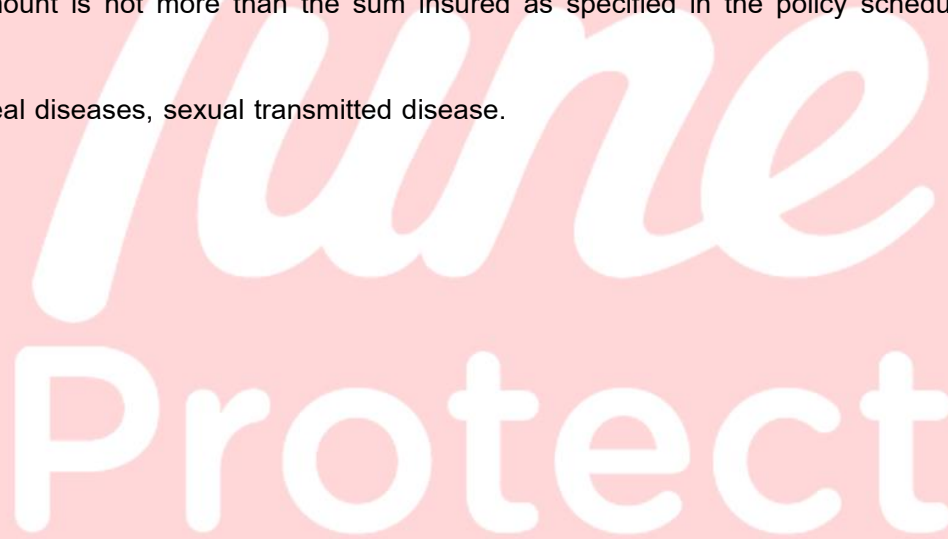 ount is not more than the sum insured as specified in the policy schedu
eal diseases, sexual transmitted disease.
Tune
Protect